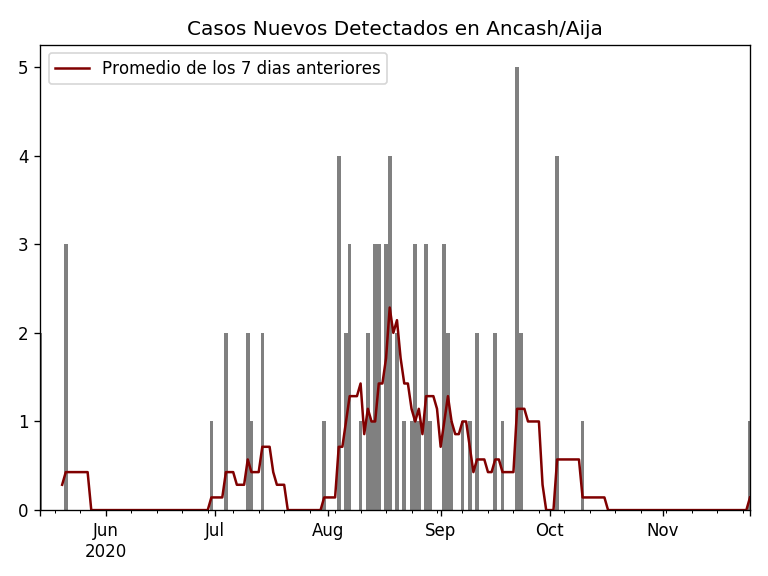 Casos Nuevos Detectados en Ancash/Aija
Promedio de los 7 dias anteriores
5
4
3
2
1
0
Jun Jul Aug Sep Oct Nov
2020